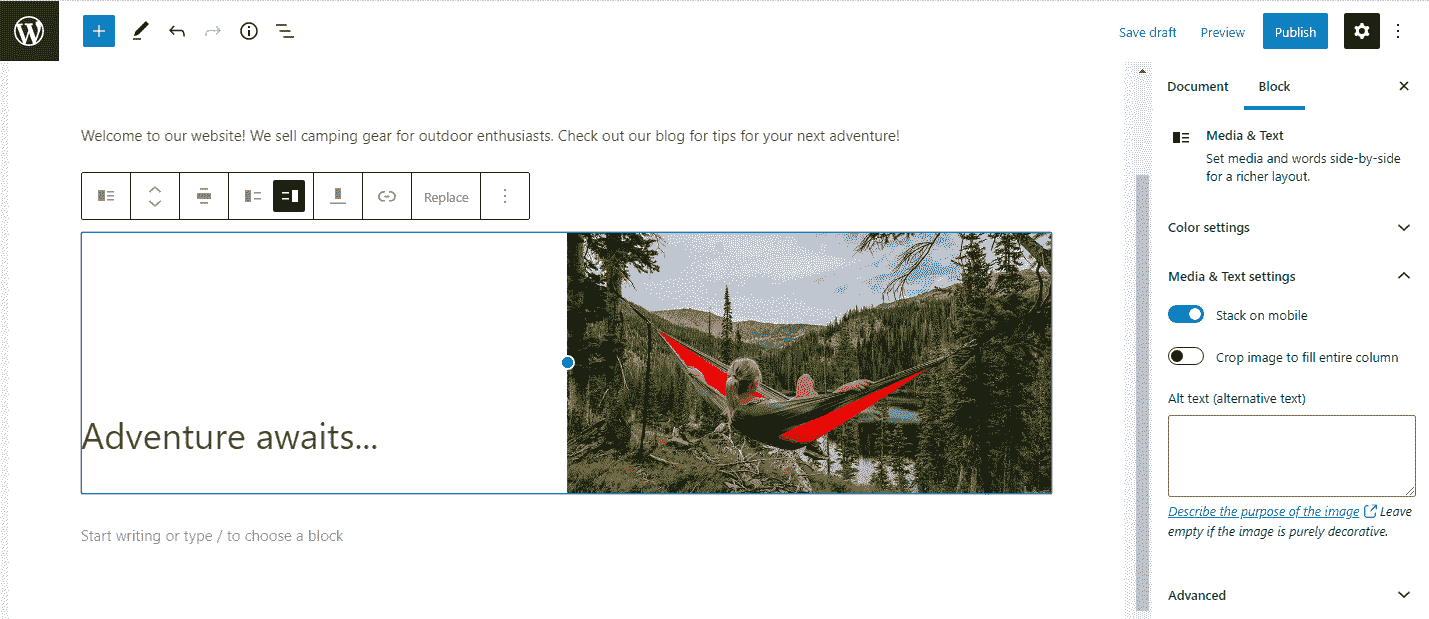 Save draft Preview Publish
Document Block
Welcome to our website! We sell camping gear for outdoor enthusiasts. Check out our blog for tips for your next adventure!
Replace
Adventure awaits...
Start writing or type / to choose a block
Media & Text
Set media and words side-by-side
for a richer layout.
Color settings
Media & Text settings
Stack on mobile
Crop image to fill entire column
Alt text (alternative text)
Describe the purpose of the image Leave
empty if the image is purely decorative.
Advanced